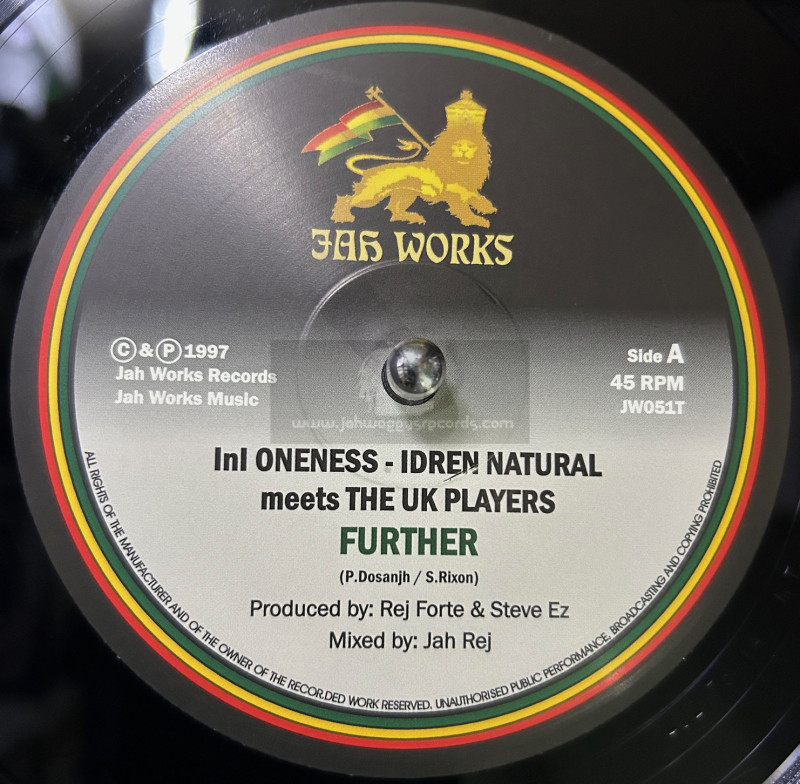 JAH WORKS
Ⓒ & Ⓟ 1997
Jah Works Records
Jah Works Music
Side A
45 RPM
JW051T
www.jahwaggysrecords.com
InI ONENESS - IDREN NATURAL
meets THE UK PLAYERS
FURTHER
(P.Dosanjh / S.Rixon)
Produced by: Rej Forte & Steve Ez
Mixed by: Jah Rej
ALL RIGHTS OF THE MANUFACTURER AND OF THE OWNER OF THE RECOR.DED WORK RESERVED. UNAUTHORISED PUBLIC PERFORMANCE, BROADCASTING AND COPYING PROHIBITED